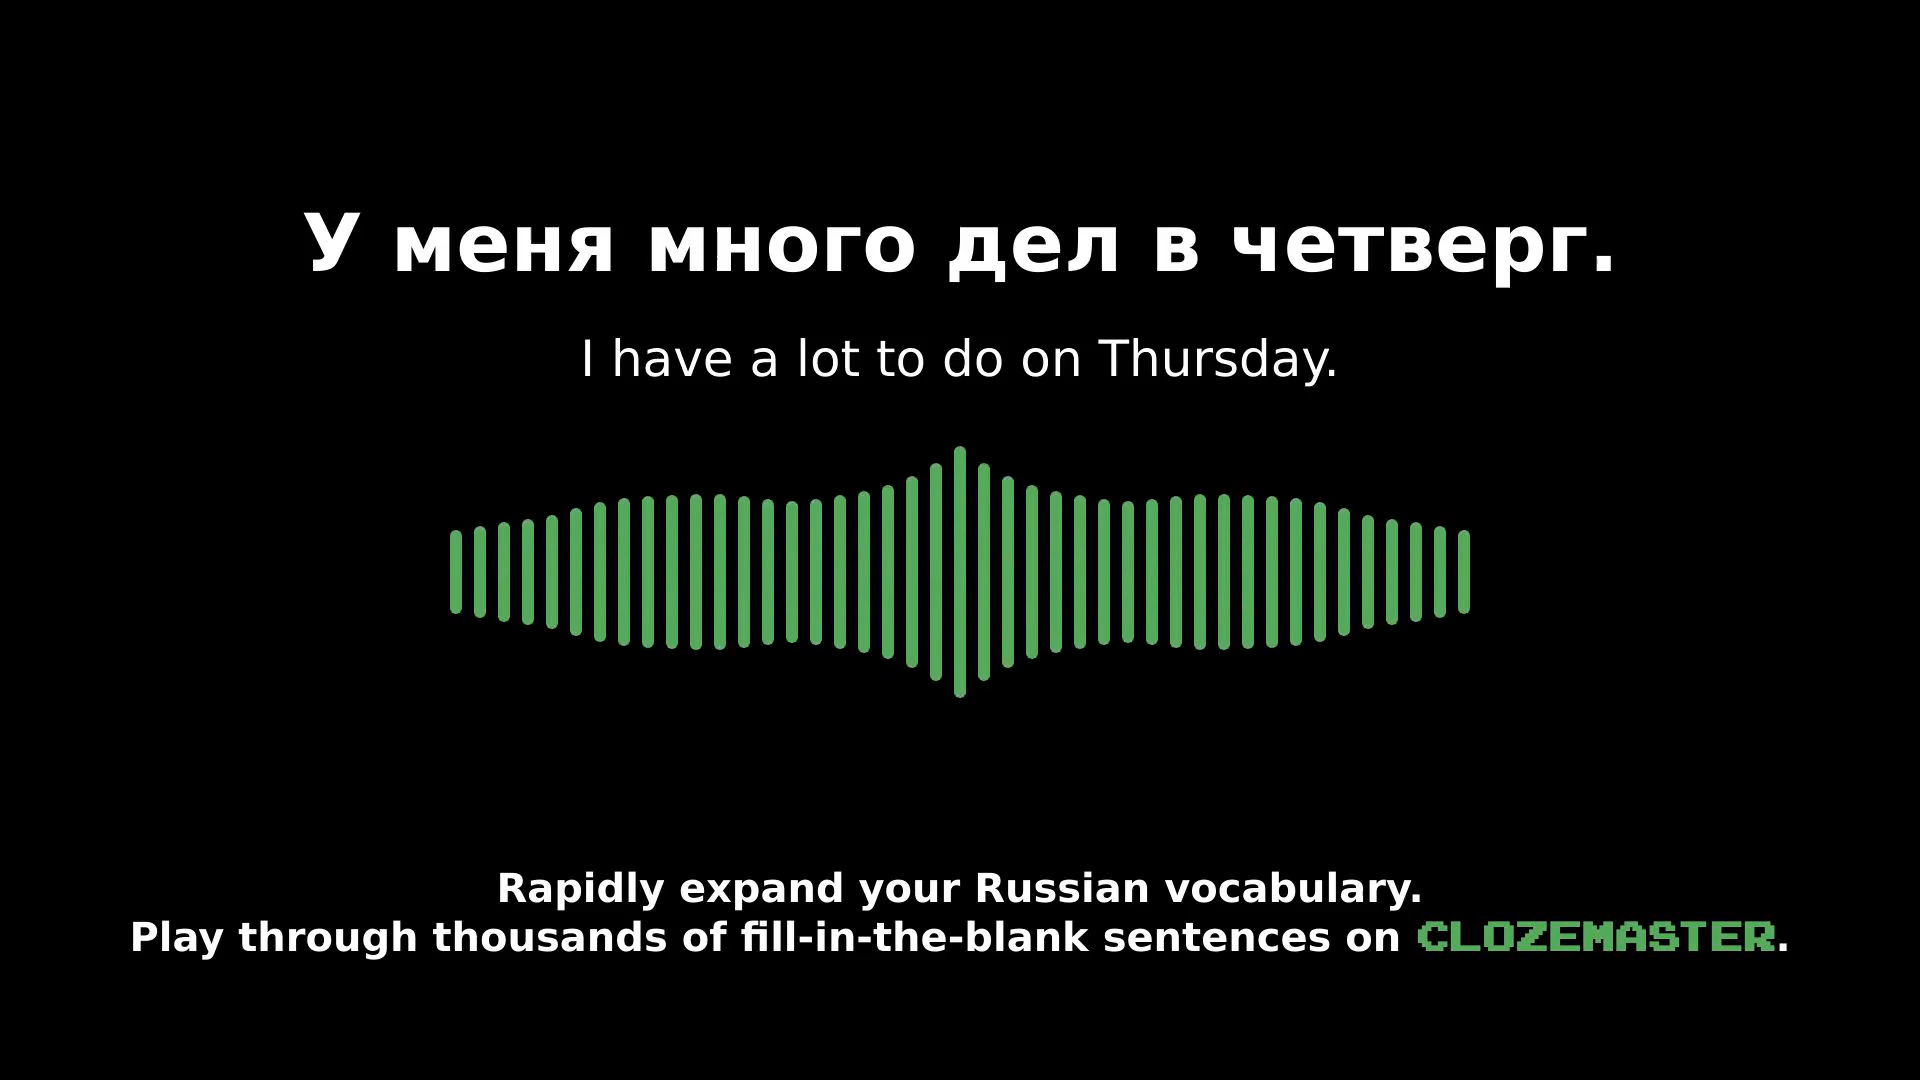 У меня много дел в четверг.
I have a lot to do on Thursday.
Rapidly expand your Russian vocabulary.
Play through thousands of fill-in-the-blank sentences on CLOZEMASTER.